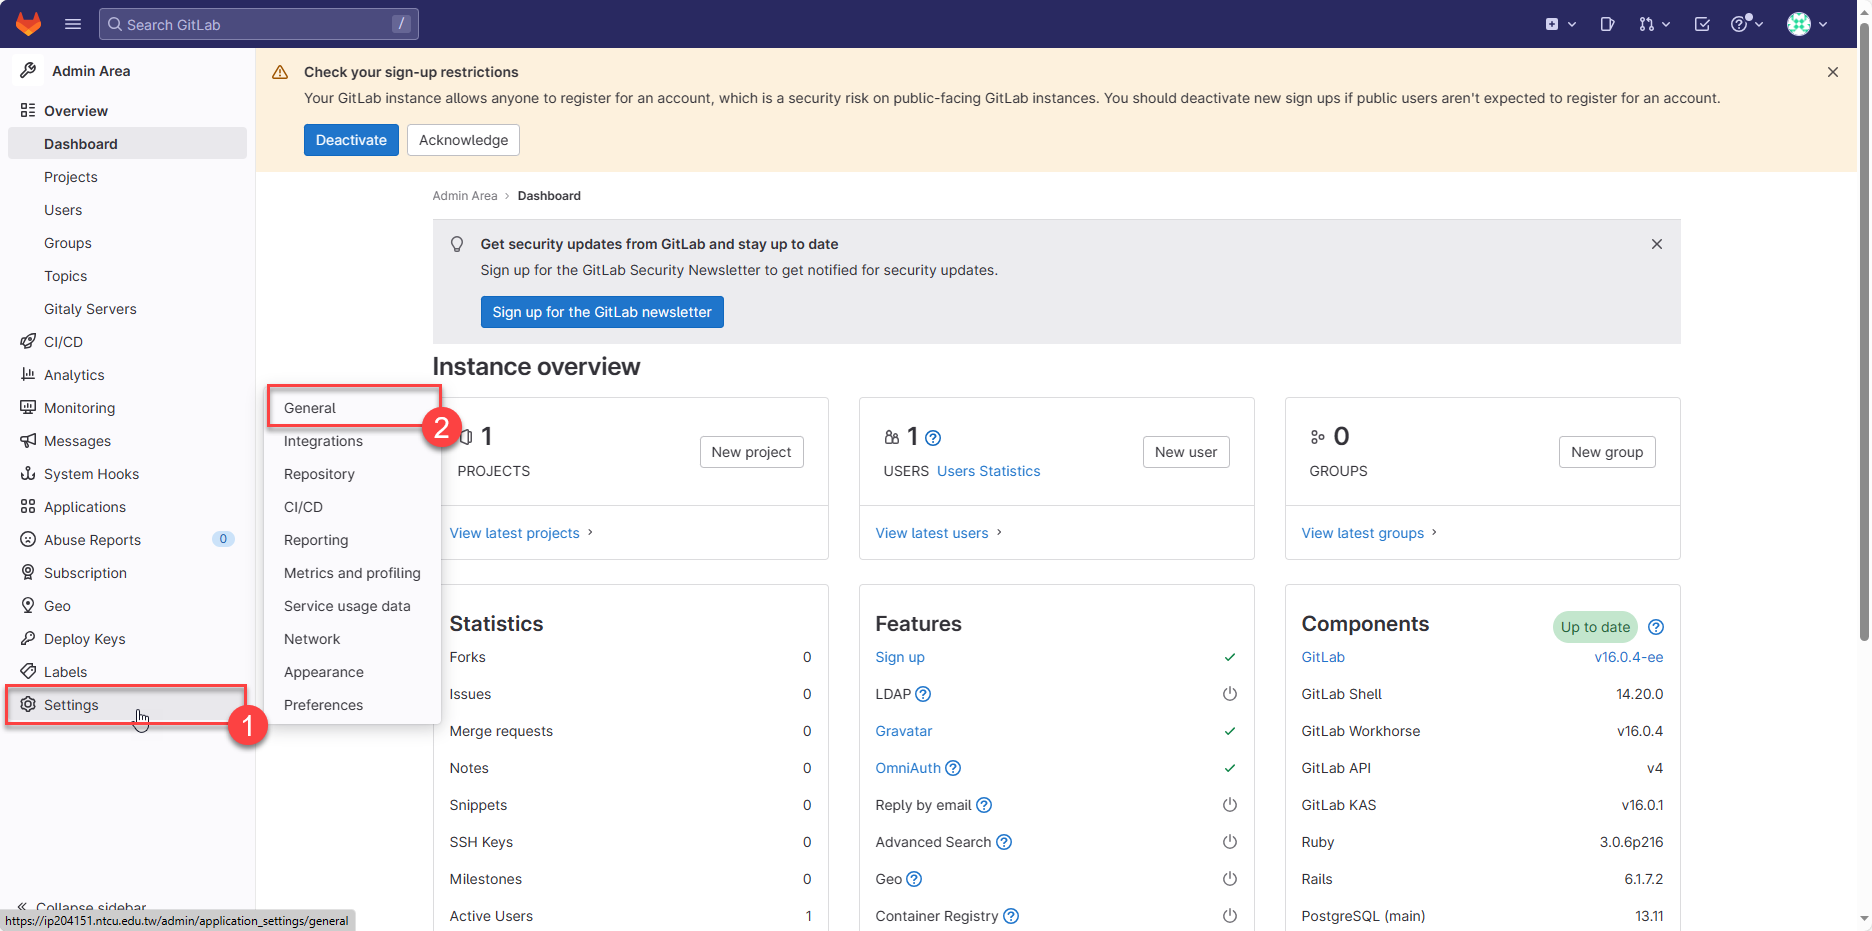 Search GitLab
/
Admin Area
Overview
Dashboard
Projects
Users
Groups
Topics
Gitaly Servers
CI/CD
Analytics
Monitoring
Messages
System Hooks
Applications
Abuse Reports 0
Subscription
Geo
Deploy Keys
Labels
Settings
1
Collapse sidebar
https://ip204151.ntcu.edu.tw/admin/application_settings/general
General
2
Integrations
Repository
CI/CD
Reporting
Metrics and profiling
Service usage data
Network
Appearance
Preferences
Check your sign-up restrictions
Your GitLab instance allows anyone to register for an account, which is a security risk on public-facing GitLab instances. You should deactivate new sign ups if public users aren't expected to register for an account.
Deactivate Acknowledge
Admin Area › Dashboard
Get security updates from GitLab and stay up to date
Sign up for the GitLab Security Newsletter to get notified for security updates.
Sign up for the GitLab newsletter
Instance overview
1
PROJECTS
New project
View latest projects
1
USERS Users Statistics
New user
View latest users
0
GROUPS
New group
View latest groups
Statistics
Forks 0
Issues 0
Merge requests 0
Notes 0
Snippets 0
SSH Keys 0
Milestones 0
Active Users 1
Features
Sign up
LDAP
Gravatar
OmniAuth
Reply by email
Advanced Search
Geo
Container Registry
Components Up to date
GitLab v16.0.4-ee
GitLab Shell 14.20.0
GitLab Workhorse v16.0.4
GitLab API v4
GitLab KAS v16.0.1
Ruby 3.0.6p216
Rails 6.1.7.2
PostgreSQL (main) 13.11